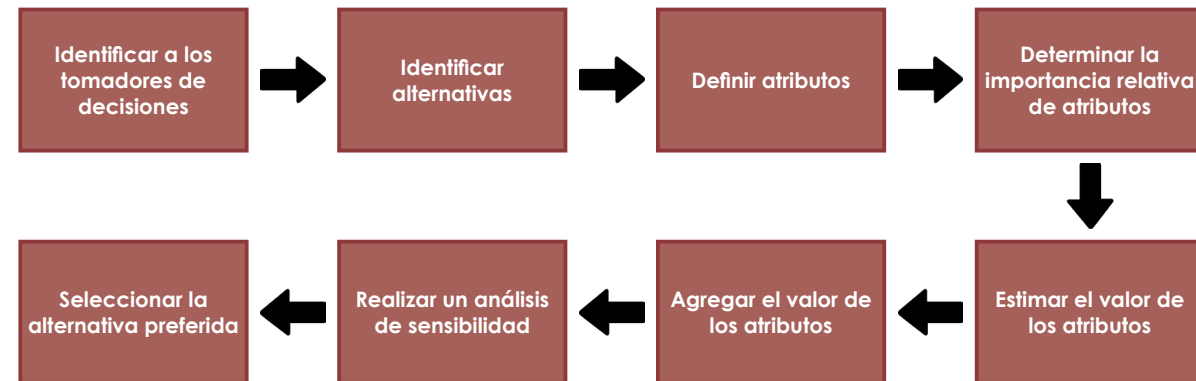 Identificar a los
tomadores de
decisiones
Identificar
alternativas
Definir atributos
Determinar la
importancia relativa
de atributos
Estimar el valor de
los atributos
Agregar el valor de
los atributos
Realizar un análisis
de sensibilidad
Seleccionar la
alternativa preferida